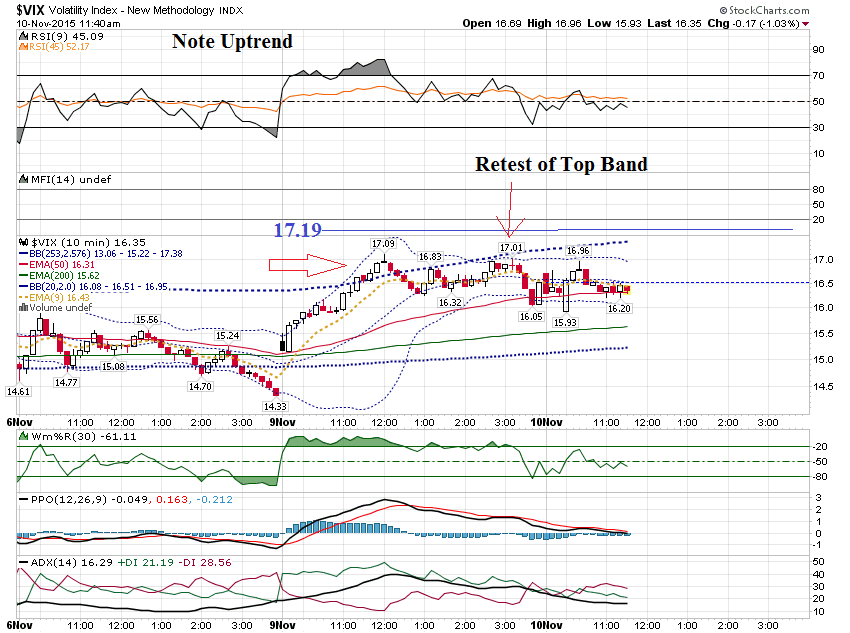 $VIX Volatility Index - New Methodology INDX
© StockCharts.com
10-Nov-2015 11:40am
Open 16.69 High 16.96 Low 15.93 Last 16.35 Chg -0.17 (-1.03%)
RSI(9) 45.09
RSI(45) 52.17
Note Uptrend
90
70
50
30
10
Retest of Top Band
MFI(14) undef
80
50
20
17.19
$VIX (10 min) 16.35
BB(253,2.576) 13.06 - 15.22 - 17.38
EMA(50) 16.31
EMA(200) 15.62
BB(20,2.0) 16.08 - 16.51 - 16.95
EMA(9) 16.43
Volume undef
17.09
16.83
17.01
16.96
16.32
16.05
15.93
16.20
15.56
15.24
15.08
14.77
14.70
14.61
14.33
17.0
16.5
16.0
15.5
15.0
14.5
6Nov 11:00 12:00 1:00 2:00 3:00 9Nov 11:00 12:00 1:00 2:00 3:00 10Nov 11:00 12:00 1:00 2:00 3:00
Wm%R(30) -61.11
-20
-50
-80
PPO(12,26,9) -0.049, 0.163, -0.212
3
2
1
0
-1
ADX(14) 16.29 +DI 21.19 -DI 28.56
50
40
30
20
10
6Nov 11:00 12:00 1:00 2:00 3:00 9Nov 11:00 12:00 1:00 2:00 3:00 10Nov 11:00 12:00 1:00 2:00 3:00